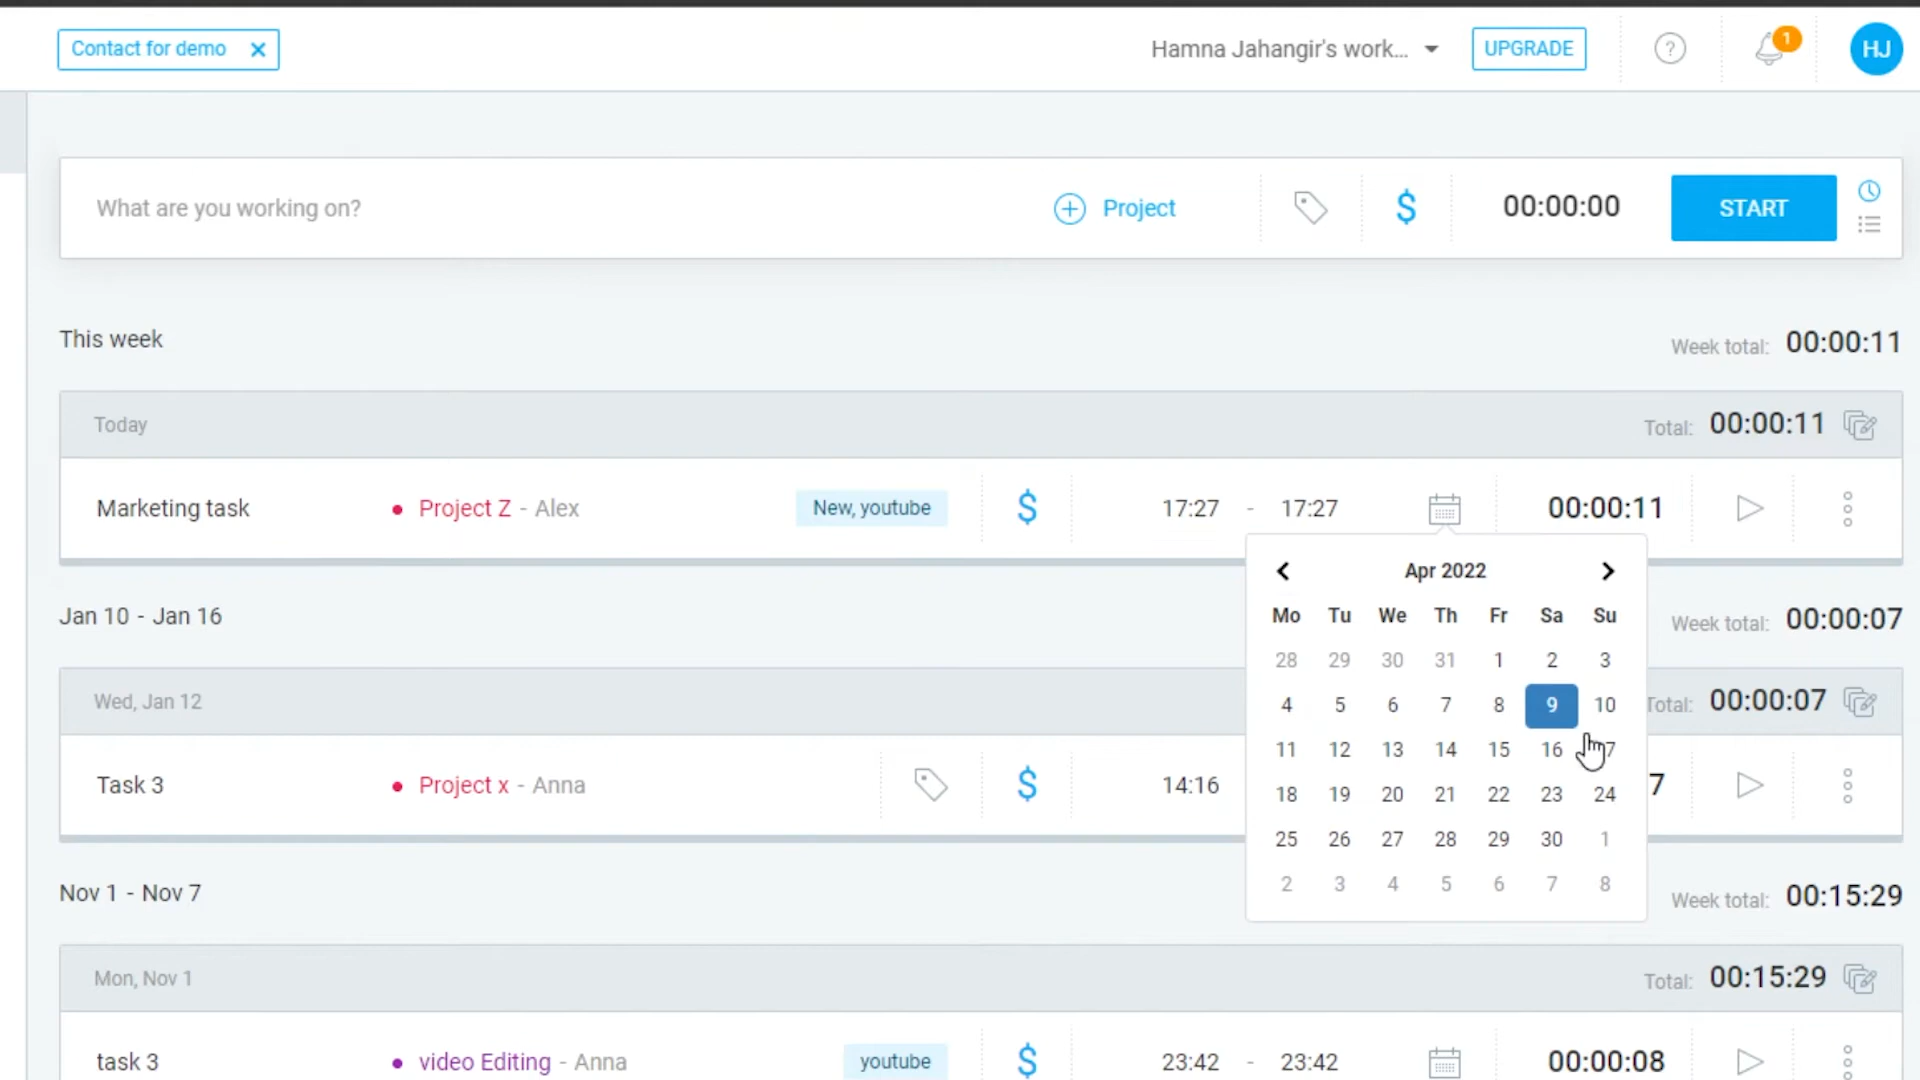 Contact for demo ×
Hamna Jahangir's work... UPGRADE ? 1 HJ
What are you working on? Project $ 00:00:00 START
This week Week total: 00:00:11
Today Total: 00:00:11
Marketing task • Project Z - Alex New, youtube $ 17:27 - 17:27 00:00:11
Apr 2022
Mo Tu We Th Fr Sa Su
28 29 30 31 1 2 3
4 5 6 7 8 9 10
11 12 13 14 15 16 17
18 19 20 21 22 23 24
25 26 27 28 29 30 1
2 3 4 5 6 7 8
Jan 10 - Jan 16 Week total: 00:00:07
Wed, Jan 12 Total: 00:00:07
Task 3 • Project x - Anna $ 14:16 7
Nov 1 - Nov 7 Week total: 00:15:29
Mon, Nov 1 Total: 00:15:29
task 3 • video Editing - Anna youtube $ 23:42 - 23:42 00:00:08